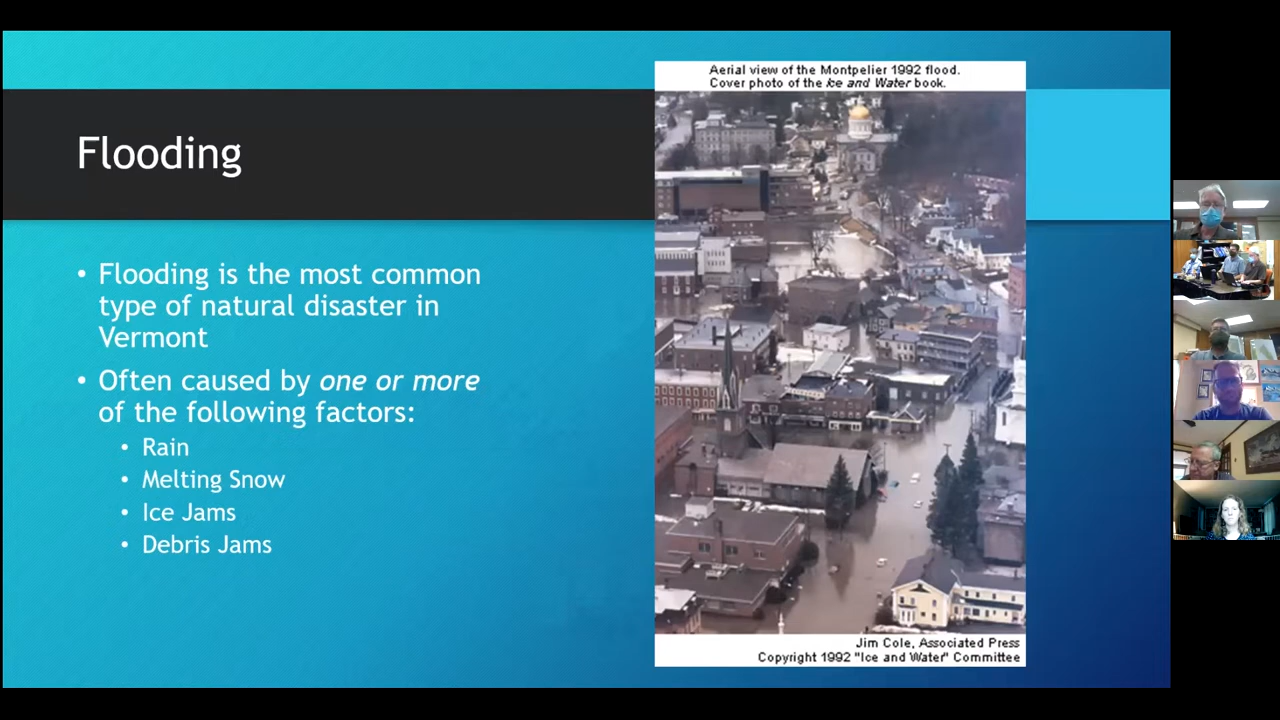 Aerial view of the Montpelier 1992 flood.
Cover photo of the Ice and Water book.
Flooding
• Flooding is the most common
type of natural disaster in
Vermont
• Often caused by one or more
of the following factors:
• Rain
• Melting Snow
• Ice Jams
• Debris Jams
Jim Cole, Associated Press
Copyright 1992 "Ice and Water" Committee